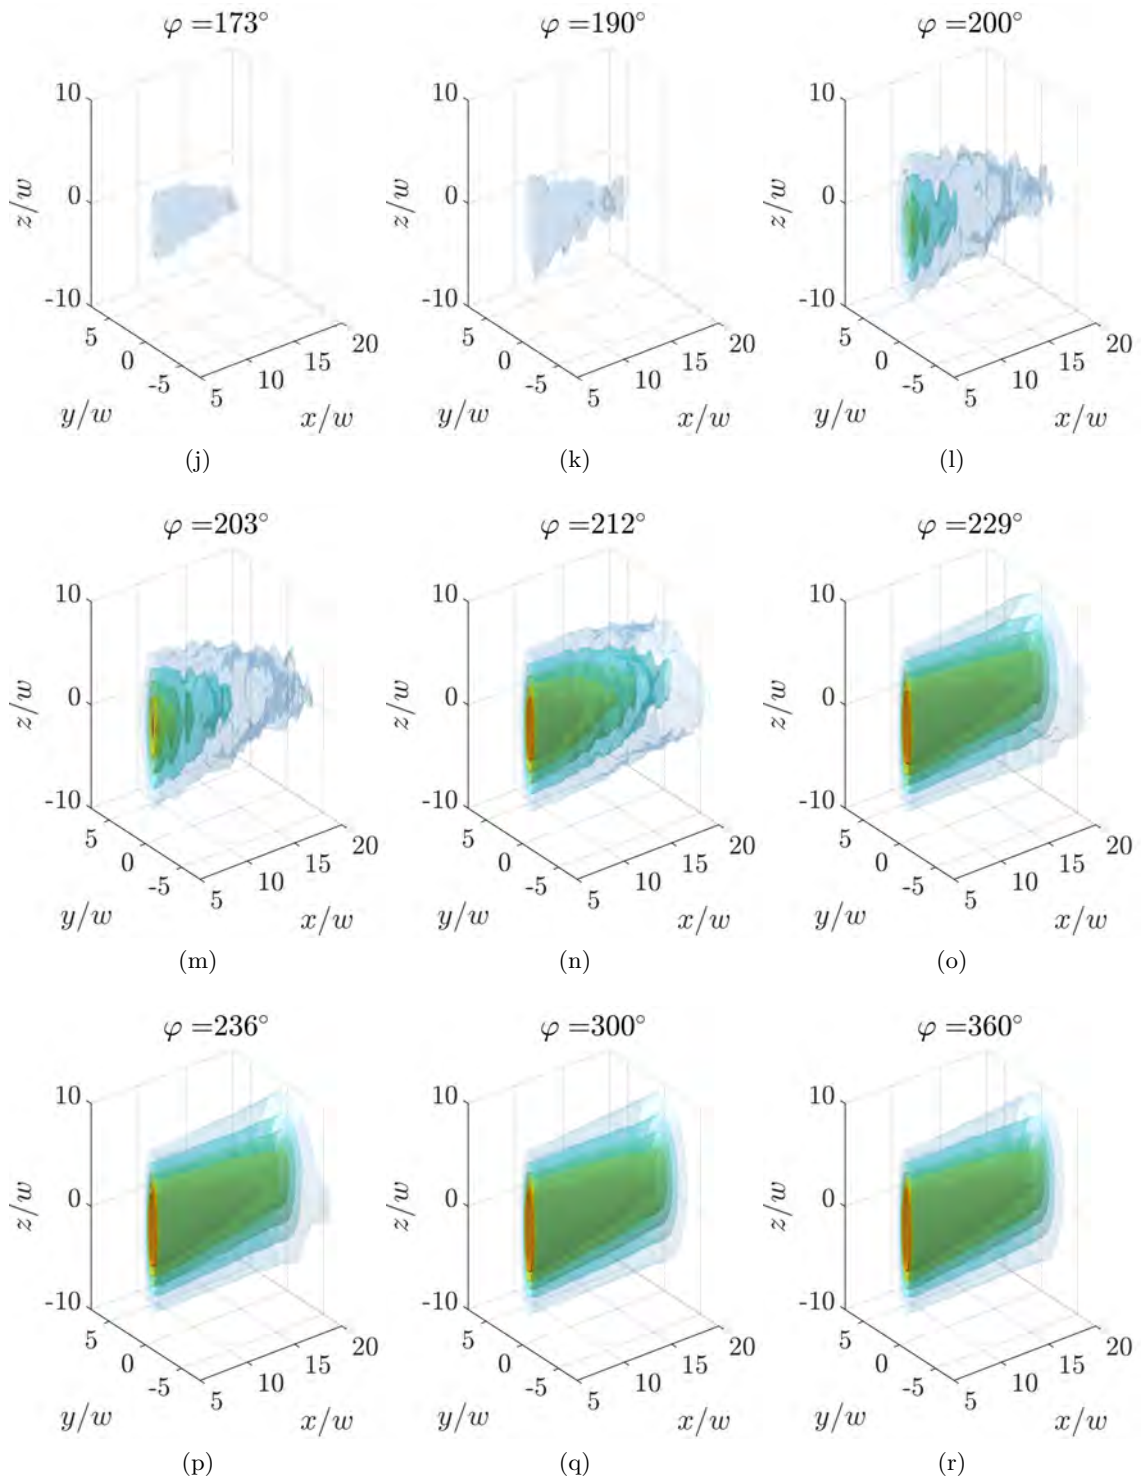 φ =173° φ =190° φ =200°
10 10 10
z/w 0 z/w 0 z/w 0
-10 -10 -10
5 0 -5 5 10 15 20 5 0 -5 5 10 15 20 5 0 -5 5 10 15 20
y/w x/w y/w x/w y/w x/w
(j) (k) (l)
φ =203° φ =212° φ =229°
10 10 10
z/w 0 z/w 0 z/w 0
-10 -10 -10
5 0 -5 5 10 15 20 5 0 -5 5 10 15 20 5 0 -5 5 10 15 20
y/w x/w y/w x/w y/w x/w
(m) (n) (o)
φ =236° φ =300° φ =360°
10 10 10
z/w 0 z/w 0 z/w 0
-10 -10 -10
5 0 -5 5 10 15 20 5 0 -5 5 10 15 20 5 0 -5 5 10 15 20
y/w x/w y/w x/w y/w x/w
(p) (q) (r)